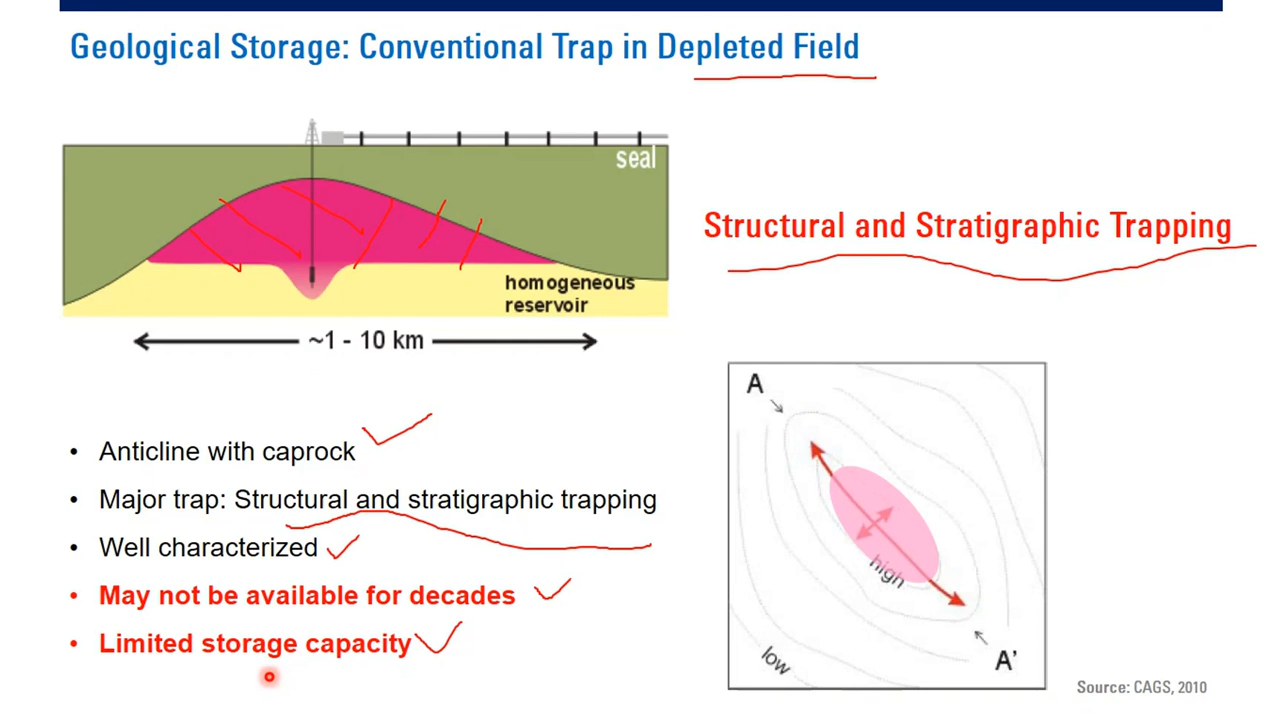 Geological Storage: Conventional Trap in Depleted Field
seal
homogeneous
reservoir
~1 - 10 km
Structural and Stratigraphic Trapping
• Anticline with caprock
• Major trap: Structural and stratigraphic trapping
• Well characterized
• May not be available for decades
• Limited storage capacity
A
high
low
A'
Source: CAGS, 2010